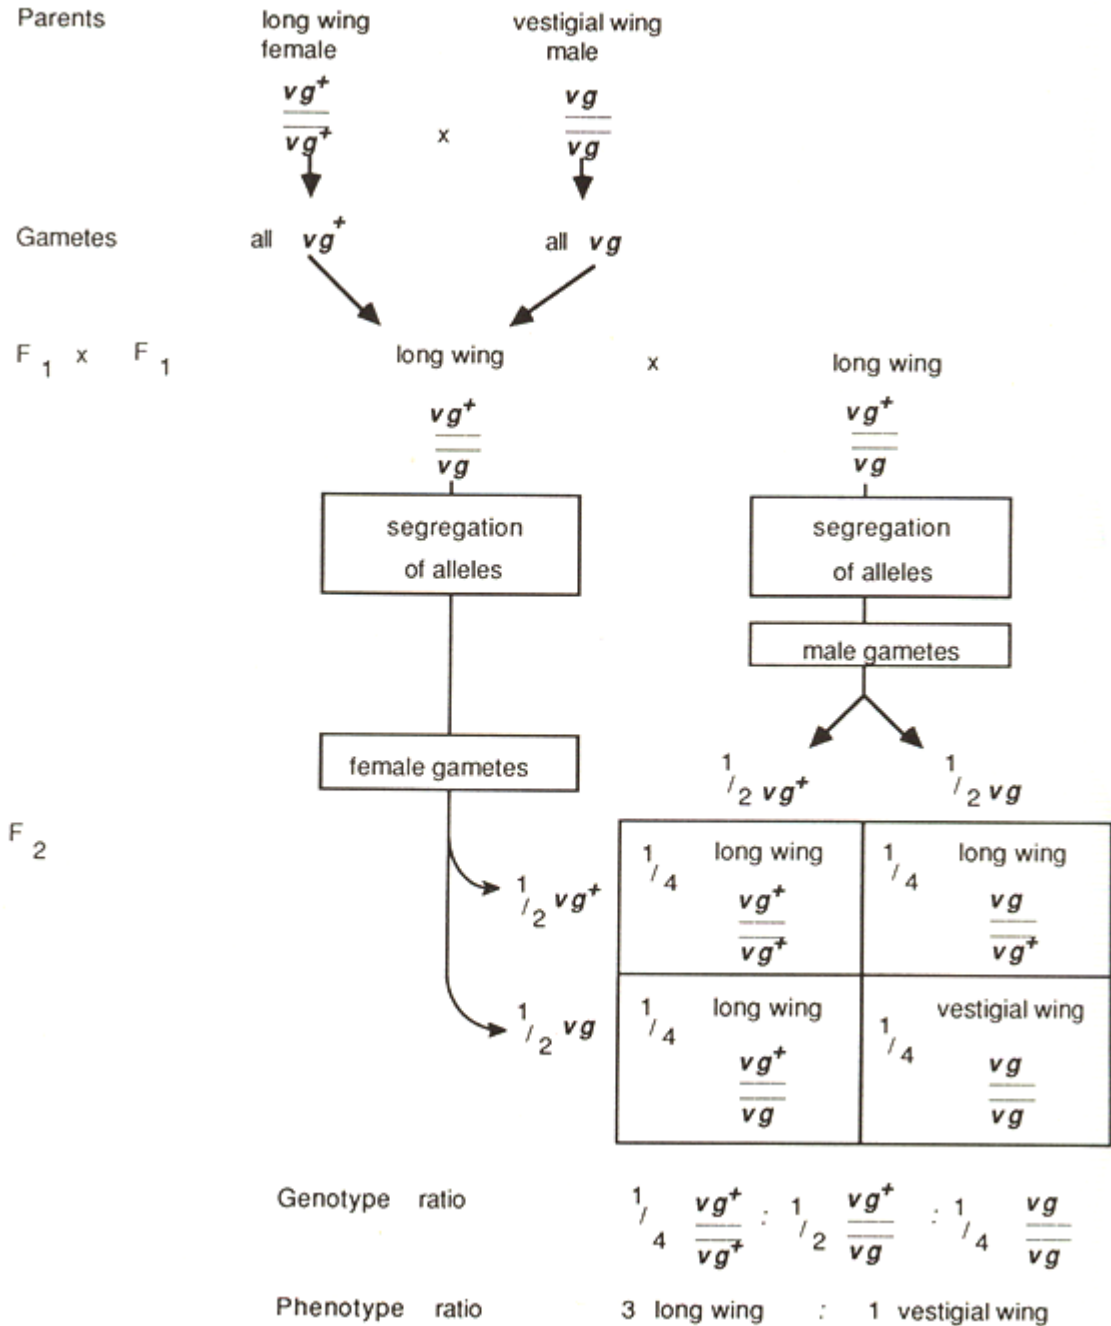 Parents long wing vestigial wing
female male
vg+ vg
x
vg+ vg
Gametes all vg+ all vg
F1 x F1 long wing x long wing
vg+ vg+
vg vg
segregation segregation
of alleles of alleles
male gametes
female gametes
1/2 vg+ 1/2 vg
F2
1/4 long wing 1/4 long wing
1/2 vg+ vg+ vg
vg+ vg+
1/4 long wing 1/4 vestigial wing
1/2 vg vg+ vg
vg vg
Genotype ratio 1/4 vg+ : 1/2 vg+ : 1/4 vg
vg+ vg vg
Phenotype ratio 3 long wing : 1 vestigial wing